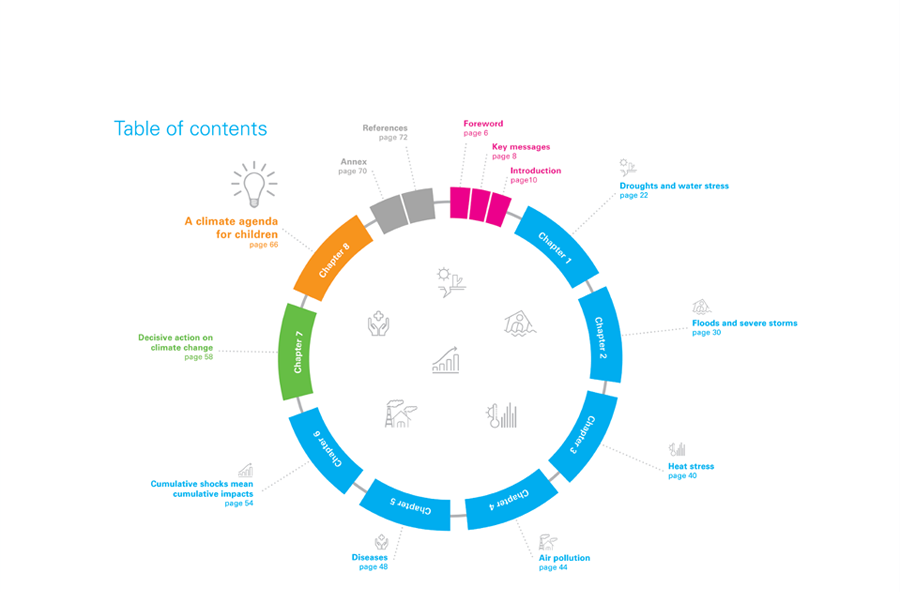 Table of contents
Foreword
page 6
Key messages
page 8
Introduction
page10
Chapter 1
Droughts and water stress
page 22
Chapter 2
Floods and severe storms
page 30
Chapter 3
Heat stress
page 40
Chapter 4
Air pollution
page 44
Chapter 5
Diseases
page 48
Chapter 6
Cumulative shocks mean
cumulative impacts
page 54
Chapter 7
Decisive action on
climate change
page 58
Chapter 8
A climate agenda
for children
page 66
Annex
page 70
References
page 72